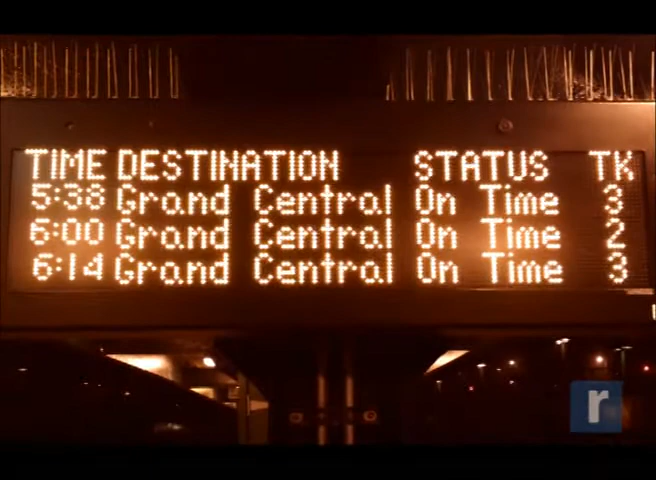 TIME DESTINATION STATUS TK
5:38 Grand Central On Time 3
6:00 Grand Central On Time 2
6:14 Grand Central On Time 3
r